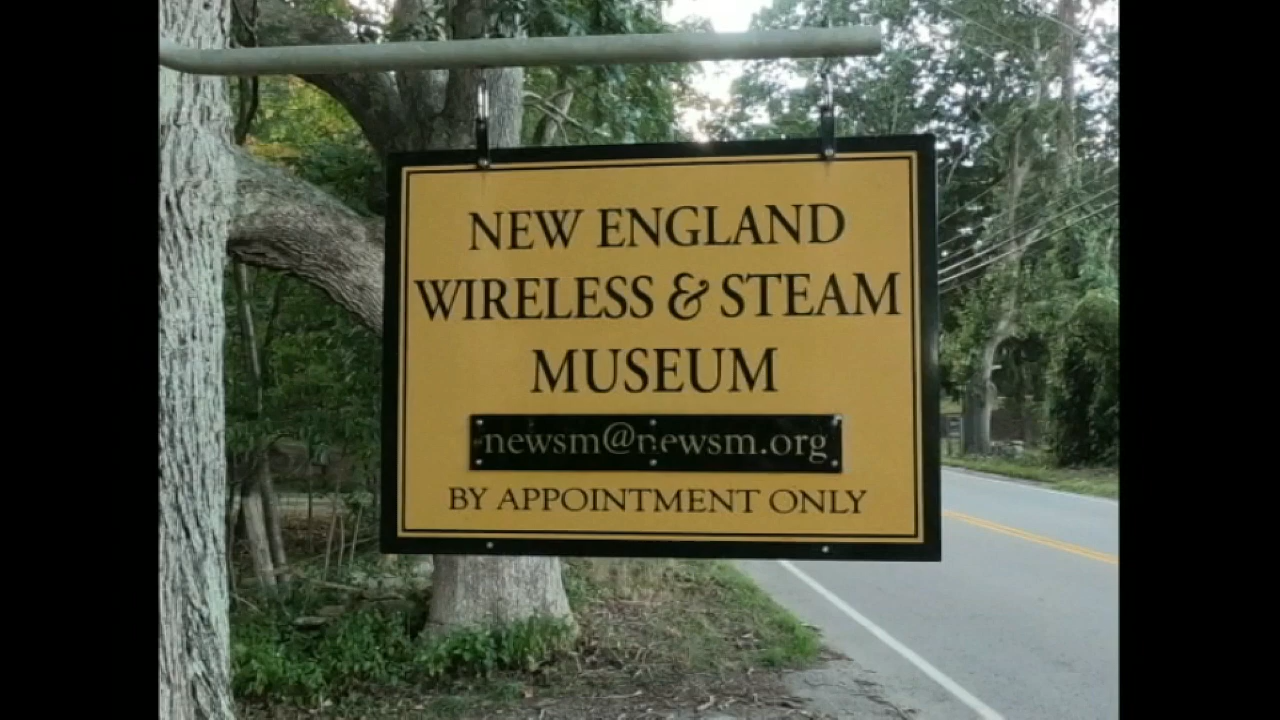 NEW ENGLAND
WIRELESS & STEAM
MUSEUM
newsm@newsm.org
BY APPOINTMENT ONLY